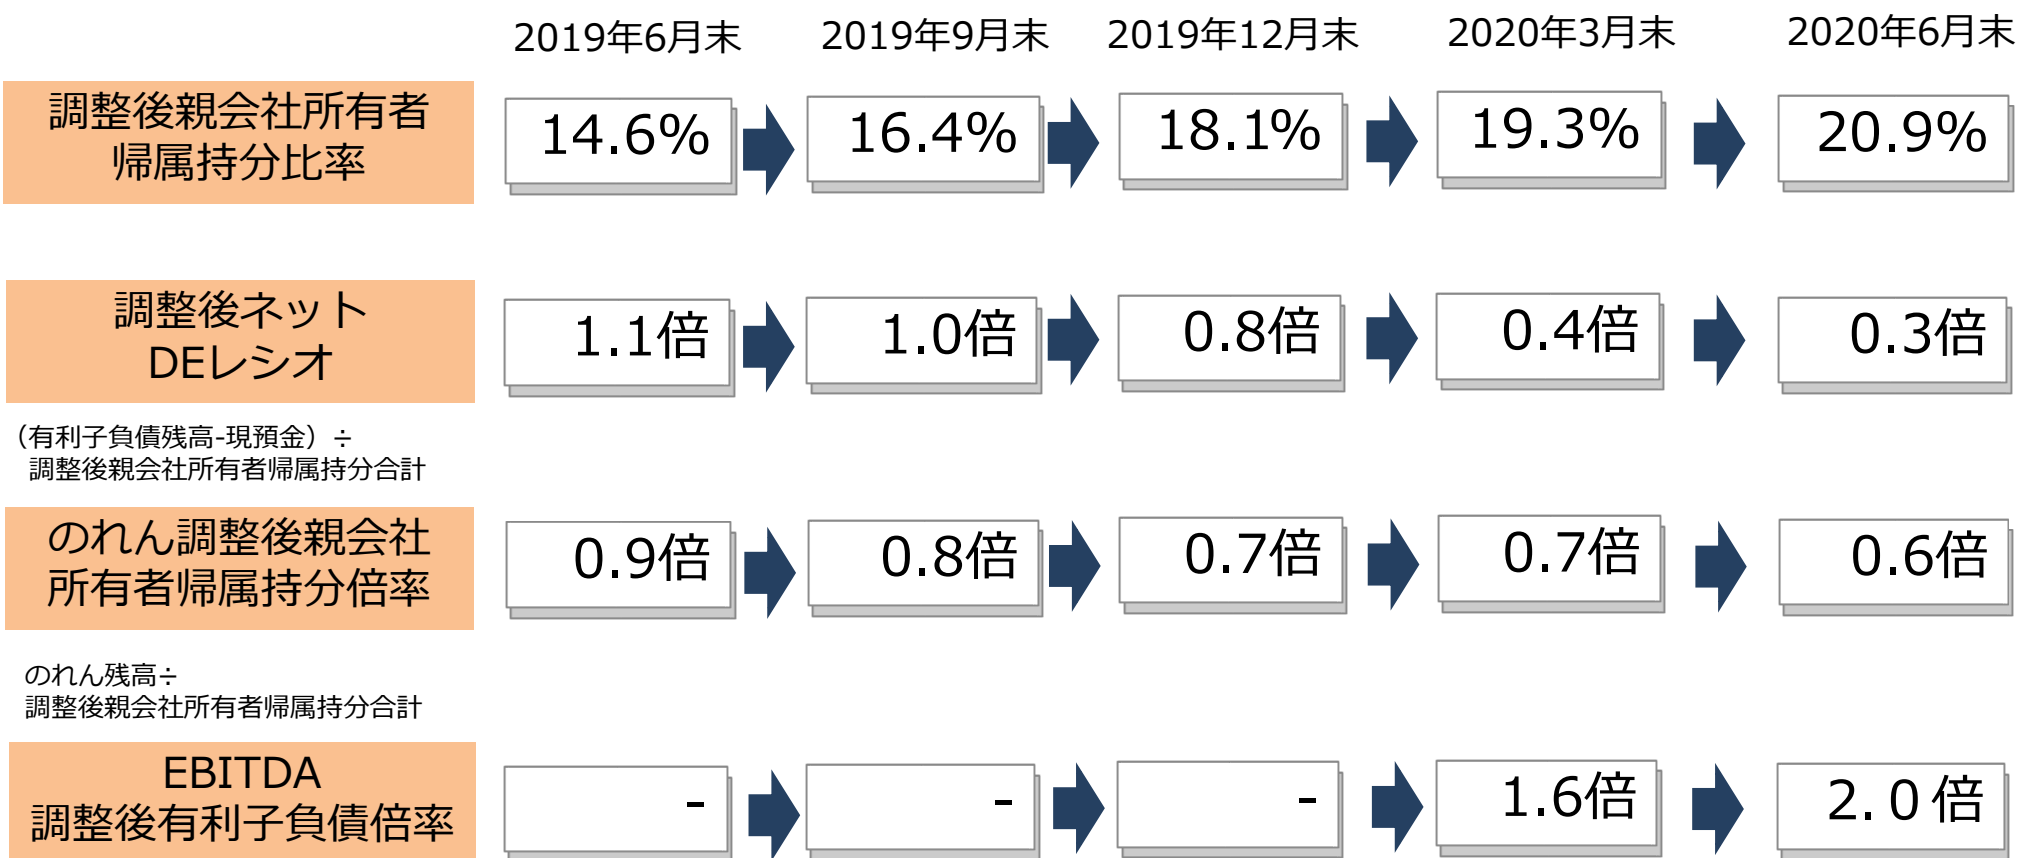 2019年6月末 2019年9月末 2019年12月末 2020年3月末 2020年6月末
調整後親会社所有者
帰属持分比率
14.6% 16.4% 18.1% 19.3% 20.9%
調整後ネット
DEレシオ
1.1倍 1.0倍 0.8倍 0.4倍 0.3倍
（有利子負債残高-現預金）÷
調整後親会社所有者帰属持分合計
のれん調整後親会社
所有者帰属持分倍率
0.9倍 0.8倍 0.7倍 0.7倍 0.6倍
のれん残高÷
調整後親会社所有者帰属持分合計
EBITDA
調整後有利子負債倍率
- - - 1.6倍 2.0倍